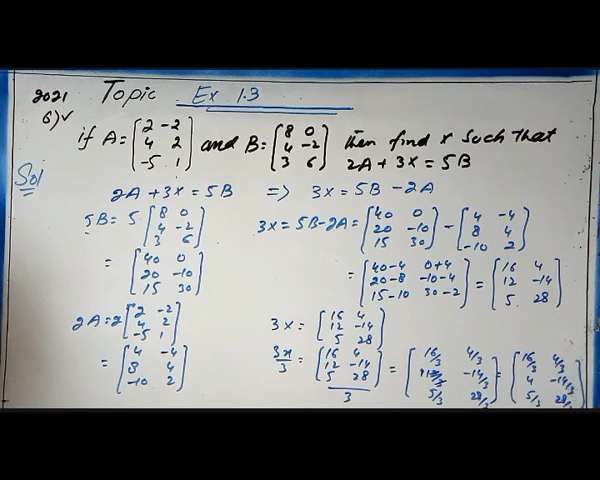 2021 Topic Ex 1.3
6)✓
if A = [2 -2; 4 2; -5 1] and B = [8 0; 4 -2; 3 6] then find x such that
2A + 3x = 5B
Sol
2A + 3x = 5B => 3x = 5B - 2A
5B = 5 [8 0; 4 -2; 3 6]
= [40 0; 20 -10; 15 30]
2A = 2 [2 -2; 4 2; -5 1]
= [4 -4; 8 4; -10 2]
3x = 5B - 2A = [40 0; 20 -10; 15 30] - [4 -4; 8 4; -10 2]
= [40-4 0+4; 20-8 -10-4; 15-10 30-2] = [16 4; 12 -14; 5 28]
3x = [16 4; 12 -14; 5 28]
3x/3 = [16 4; 12 -14; 5 28]/3 = [16/3 4/3; 12/3 -14/3; 5/3 28/3] = [16/3 4/3; 4 -14/3; 5/3 28/3]